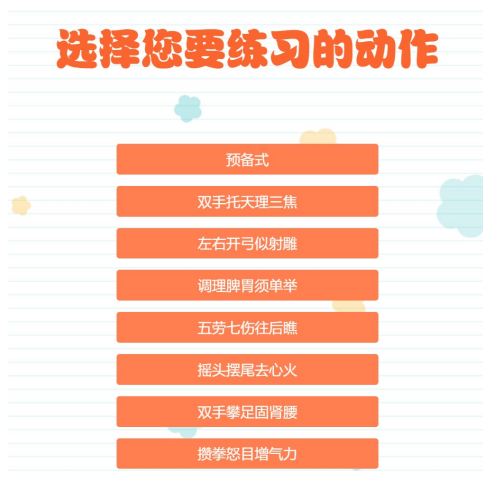 选择您要练习的动作
预备式
双手托天理三焦
左右开弓似射雕
调理脾胃须单举
五劳七伤往后瞧
摇头摆尾去心火
双手攀足固肾腰
攒拳怒目增气力